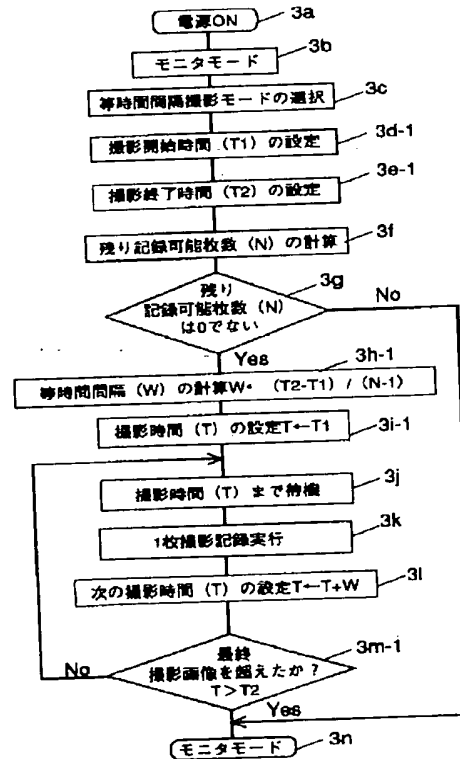 電源ON
3a
モニタモード
3b
等時間間隔撮影モードの選択
3c
撮影開始時間（T1）の設定
3d-1
撮影終了時間（T2）の設定
3e-1
残り記録可能枚数（N）の計算
3f
残り
記録可能枚数（N）
は0でない
3g
No
Yes
等時間間隔（W）の計算W・（T2-T1）/（N-1）
3h-1
撮影時間（T）の設定T←T1
3i-1
撮影時間（T）まで待機
3j
1枚撮影記録実行
3k
次の撮影時間（T）の設定T←T+W
3l
最終
撮影画像を超えたか？
T>T2
3m-1
No
Yes
モニタモード
3n